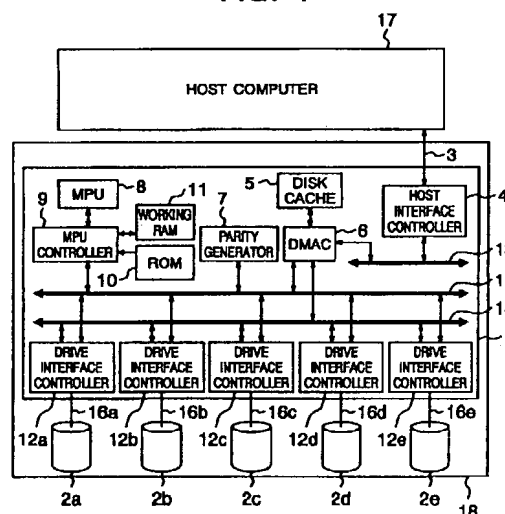 17
HOST COMPUTER
3
11
5
DISK
CACHE
4
9
MPU
8
7
6
HOST
INTERFACE
CONTROLLER
MPU
CONTROLLER
WORKING
RAM
PARITY
GENERATOR
DMAC
10
ROM
DRIVE
INTERFACE
CONTROLLER
DRIVE
INTERFACE
CONTROLLER
DRIVE
INTERFACE
CONTROLLER
DRIVE
INTERFACE
CONTROLLER
DRIVE
INTERFACE
CONTROLLER
12a
16a
12b
16b
12c
16c
12d
16d
12e
16e
2a
2b
2c
2d
2e
18